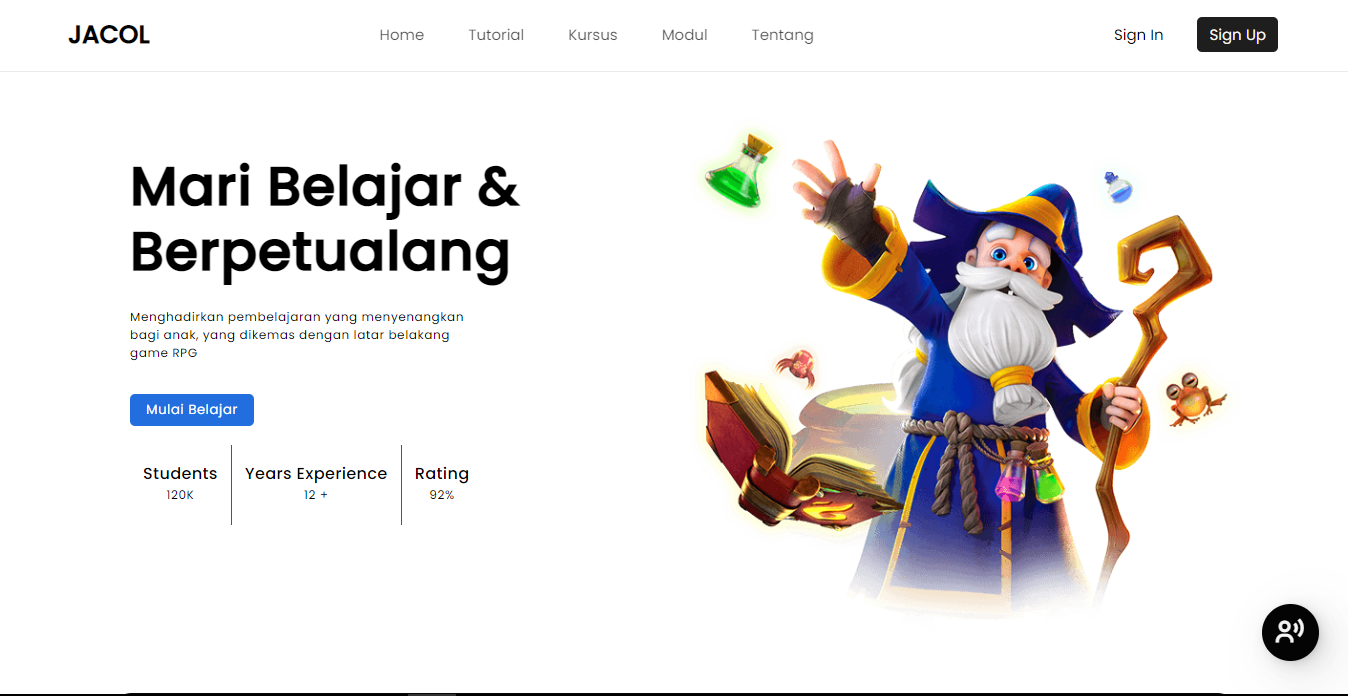 JACOL
Home Tutorial Kursus Modul Tentang
Sign In Sign Up
Mari Belajar &
Berpetualang
Menghadirkan pembelajaran yang menyenangkan
bagi anak, yang dikemas dengan latar belakang
game RPG
Mulai Belajar
Students Years Experience Rating
120K 12 + 92%